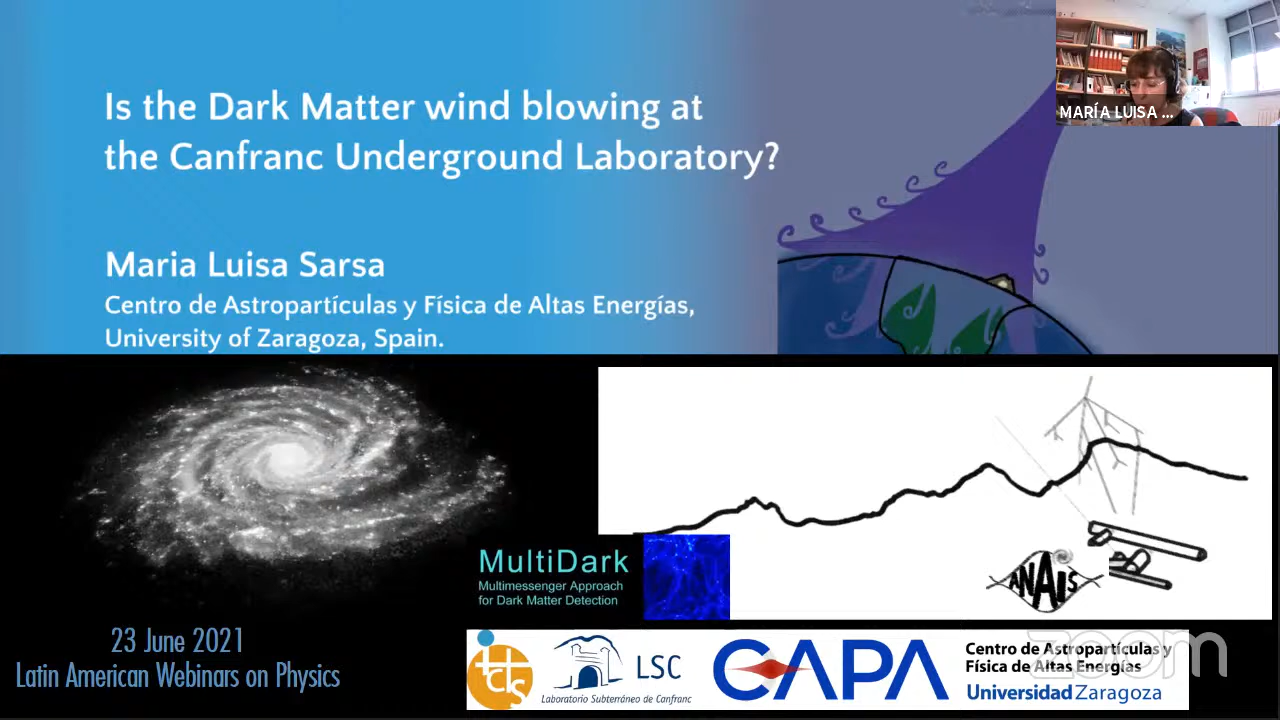 Is the Dark Matter wind blowing at
the Canfranc Underground Laboratory?
MARÍA LUISA ...
Maria Luisa Sarsa
Centro de Astropartículas y Física de Altas Energías,
University of Zaragoza, Spain.
MultiDark
Multimessenger Approach
for Dark Matter Detection
ANAIS
23 June 2021
Latin American Webinars on Physics
icts
LSC
Laboratorio Subterráneo de Canfranc
CAPA
Centro de Astropartículas y
Física de Altas Energías
Universidad Zaragoza
zoom